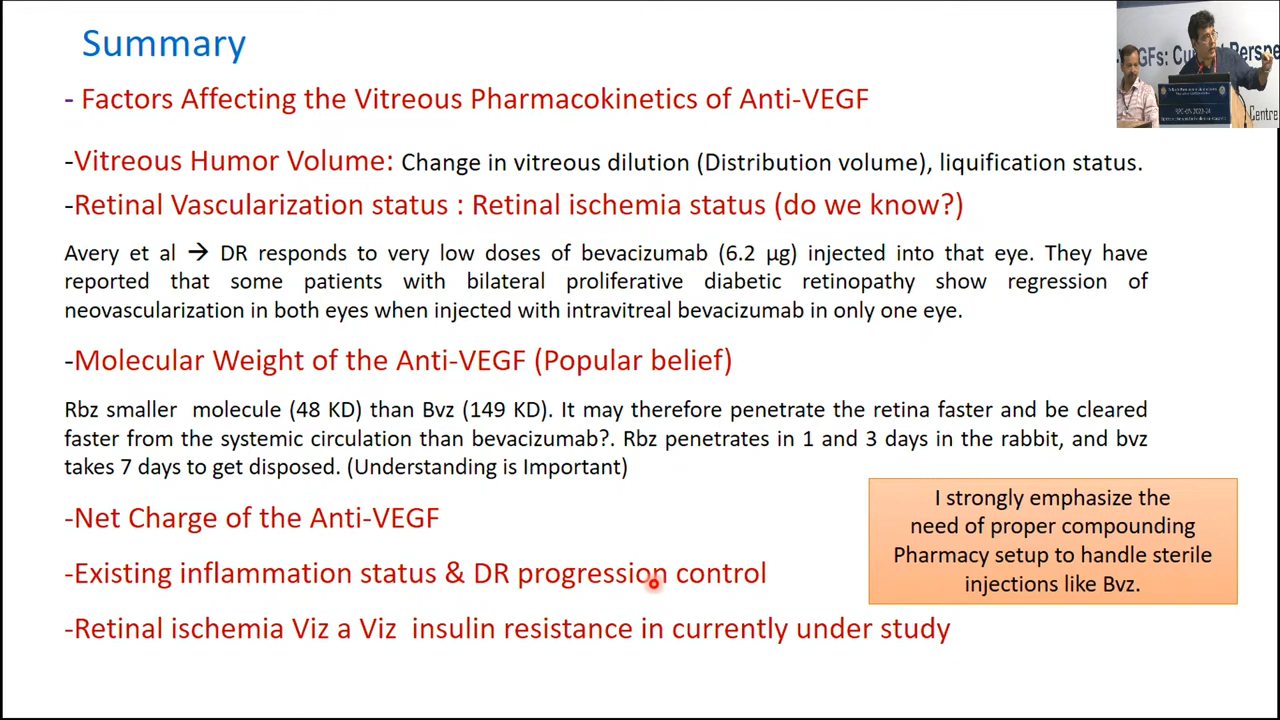 Summary
- Factors Affecting the Vitreous Pharmacokinetics of Anti-VEGF
-Vitreous Humor Volume: Change in vitreous dilution (Distribution volume), liquification status.
-Retinal Vascularization status : Retinal ischemia status (do we know?)
Avery et al → DR responds to very low doses of bevacizumab (6.2 µg) injected into that eye. They have
reported that some patients with bilateral proliferative diabetic retinopathy show regression of
neovascularization in both eyes when injected with intravitreal bevacizumab in only one eye.
-Molecular Weight of the Anti-VEGF (Popular belief)
Rbz smaller molecule (48 KD) than Bvz (149 KD). It may therefore penetrate the retina faster and be cleared
faster from the systemic circulation than bevacizumab?. Rbz penetrates in 1 and 3 days in the rabbit, and bvz
takes 7 days to get disposed. (Understanding is Important)
-Net Charge of the Anti-VEGF
-Existing inflammation status & DR progression control
-Retinal ischemia Viz a Viz insulin resistance in currently under study
I strongly emphasize the
need of proper compounding
Pharmacy setup to handle sterile
injections like Bvz.
GFs: Cu
Perspe
Centre